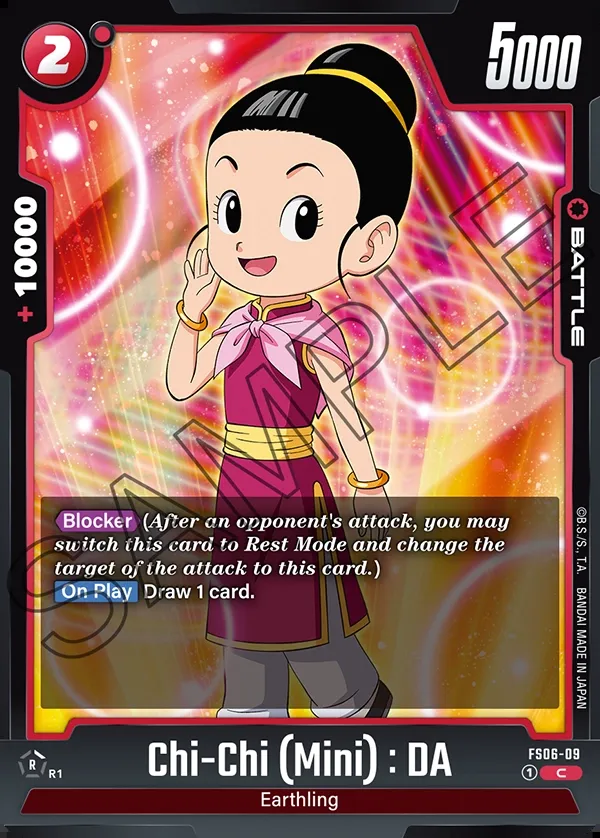 2
5000
+10000
BATTLE
SAMPLE
Blocker (After an opponent's attack, you may
switch this card to Rest Mode and change the
target of the attack to this card.)
On Play Draw 1 card.
©B.S./S., T.A. BANDAI MADE IN JAPAN
R R1
Chi-Chi (Mini) : DA
FS06-09
1 C
Earthling